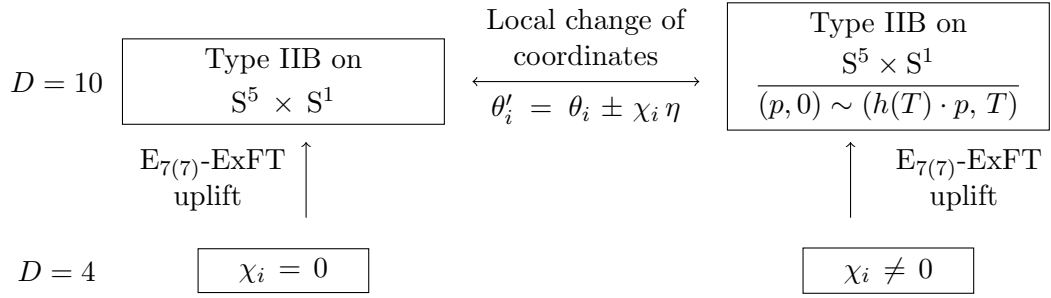 D = 10
Type IIB on
S⁵ × S¹
Local change of
coordinates
θ′ᵢ = θᵢ ± χᵢ η
Type IIB on
S⁵ × S¹
(p, 0) ∼ (h(T) · p, T)
E₇₍₇₎-ExFT
uplift
E₇₍₇₎-ExFT
uplift
D = 4
χᵢ = 0
χᵢ ≠ 0